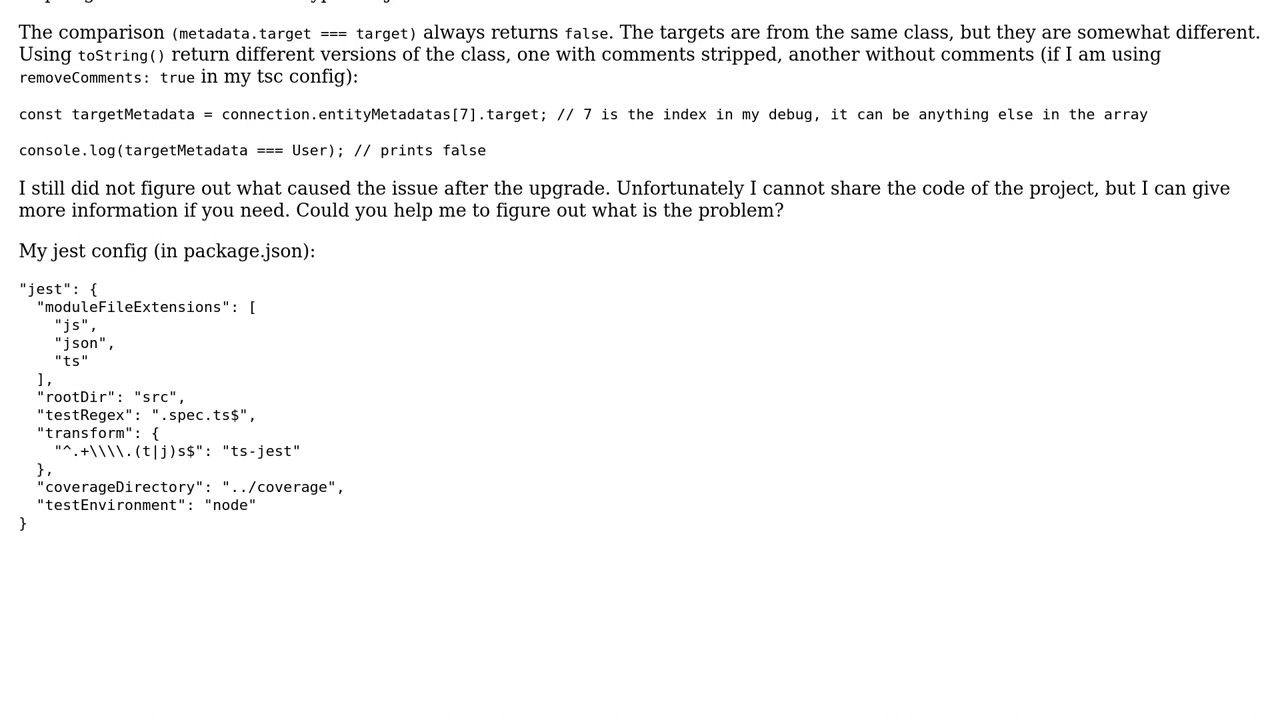 The comparison (metadata.target === target) always returns false. The targets are from the same class, but they are somewhat different.
Using toString() return different versions of the class, one with comments stripped, another without comments (if I am using
removeComments: true in my tsc config):
const targetMetadata = connection.entityMetadatas[7].target; // 7 is the index in my debug, it can be anything else in the array
console.log(targetMetadata === User); // prints false
I still did not figure out what caused the issue after the upgrade. Unfortunately I cannot share the code of the project, but I can give
more information if you need. Could you help me to figure out what is the problem?
My jest config (in package.json):
"jest": {
  "moduleFileExtensions": [
    "js",
    "json",
    "ts"
  ],
  "rootDir": "src",
  "testRegex": ".spec.ts$",
  "transform": {
    "^.+\\\\.(t|j)s$": "ts-jest"
  },
  "coverageDirectory": "../coverage",
  "testEnvironment": "node"
}